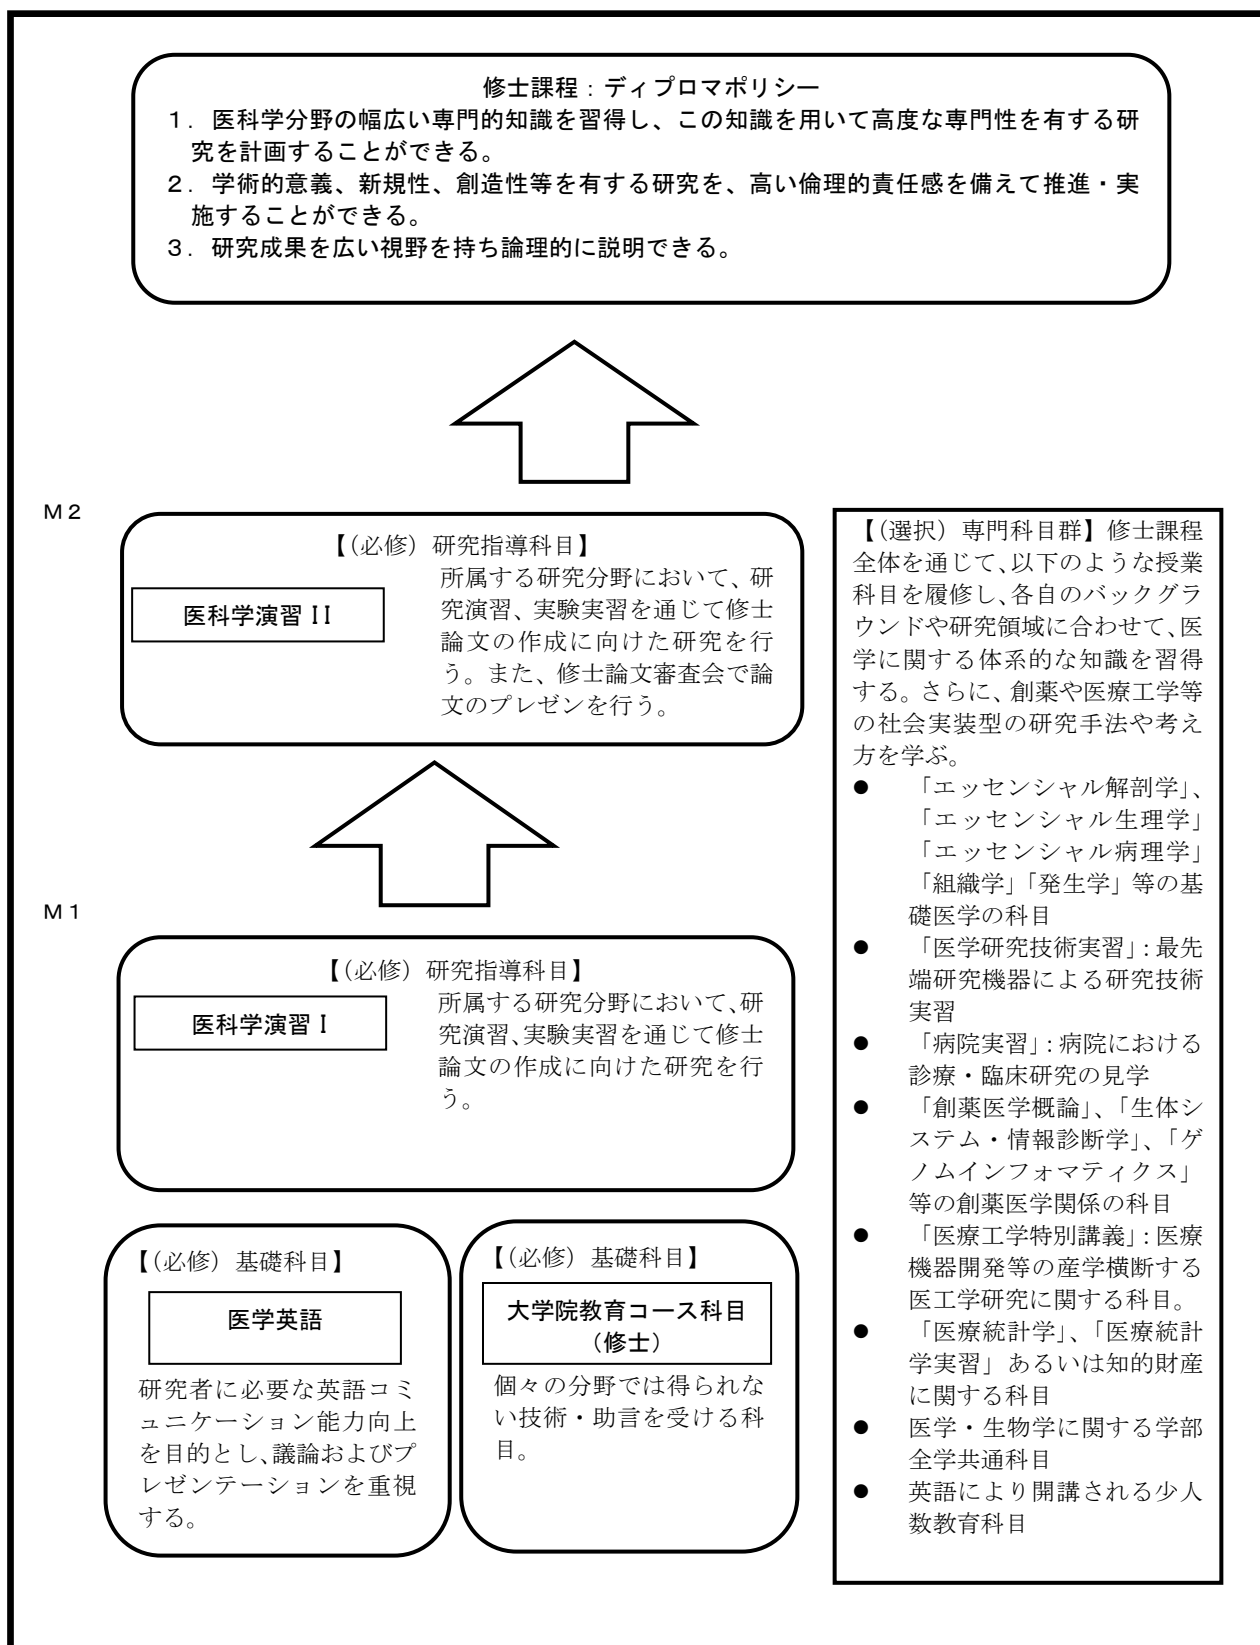 修士課程：ディプロマポリシー
１．医科学分野の幅広い専門的知識を習得し、この知識を用いて高度な専門性を有する研
究を計画することができる。
２．学術的意義、新規性、創造性等を有する研究を、高い倫理的責任感を備えて推進・実
施することができる。
３．研究成果を広い視野を持ち論理的に説明できる。
Ｍ２
【（必修）研究指導科目】
医科学演習 II
所属する研究分野において、研
究演習、実験実習を通じて修士
論文の作成に向けた研究を行
う。また、修士論文審査会で論
文のプレゼンを行う。
Ｍ１
【（必修）研究指導科目】
医科学演習 I
所属する研究分野において、研
究演習、実験実習を通じて修士
論文の作成に向けた研究を行
う。
【（必修）基礎科目】
医学英語
研究者に必要な英語コミ
ュニケーション能力向上
を目的とし、議論およびプ
レゼンテーションを重視
する。
【（必修）基礎科目】
大学院教育コース科目
（修士）
個々の分野では得られな
い技術・助言を受ける科
目。
【（選択）専門科目群】修士課程
全体を通じて、以下のような授業
科目を履修し、各自のバックグラ
ウンドや研究領域に合わせて、医
学に関する体系的な知識を習得
する。さらに、創薬や医療工学等
の社会実装型の研究手法や考え
方を学ぶ。
● 「エッセンシャル解剖学」、
「エッセンシャル生理学」
「エッセンシャル病理学」
「組織学」「発生学」等の基
礎医学の科目
● 「医学研究技術実習」：最先
端研究機器による研究技術
実習
● 「病院実習」：病院における
診療・臨床研究の見学
● 「創薬医学概論」、「生体シ
ステム・情報診断学」、「ゲ
ノムインフォマティクス」
等の創薬医学関係の科目
● 「医療工学特別講義」：医療
機器開発等の産学横断する
医工学研究に関する科目。
● 「医療統計学」、「医療統計
学実習」あるいは知的財産
に関する科目
● 医学・生物学に関する学部
全学共通科目
● 英語により開講される少人
数教育科目